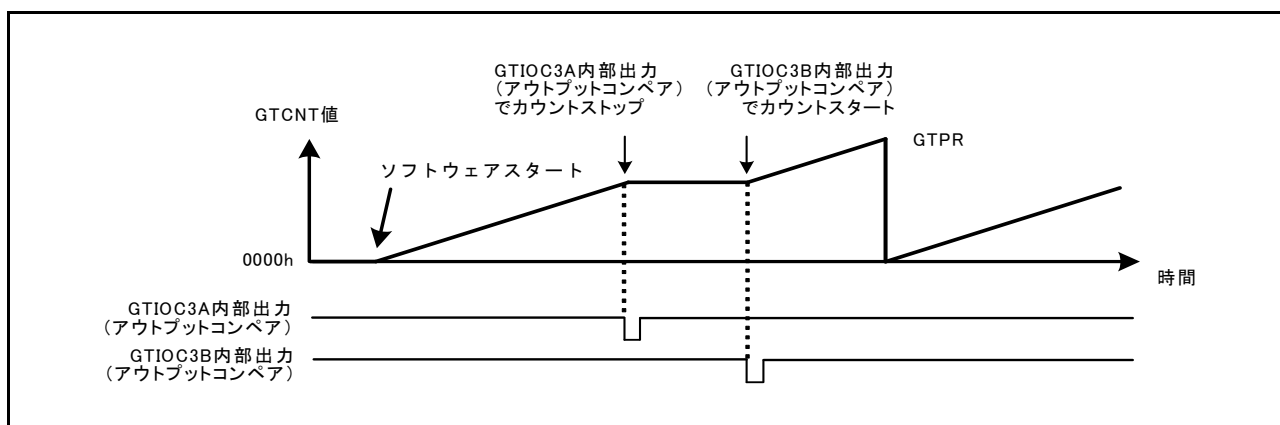 GTIOC3A内部出力
（アウトプットコンペア）
でカウントストップ
GTIOC3B内部出力
（アウトプットコンペア）
でカウントスタート
GTCNT値
GTPR
ソフトウェアスタート
0000h
時間
GTIOC3A内部出力
（アウトプットコンペア）
GTIOC3B内部出力
（アウトプットコンペア）